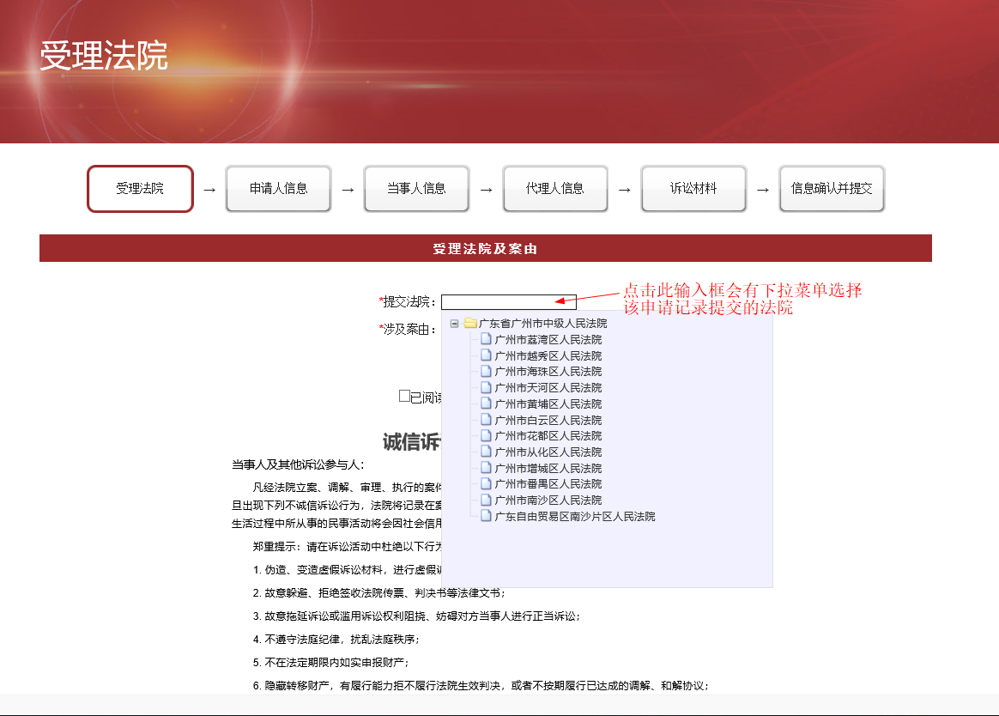 受理法院
受理法院 → 申请人信息 → 当事人信息 → 代理人信息 → 诉讼材料 → 信息确认并提交
受理法院及案由
点击此输入框会有下拉菜单选择
该申请记录提交的法院
*提交法院：
*涉及案由：
广东省广州市中级人民法院
广州市荔湾区人民法院
广州市越秀区人民法院
广州市海珠区人民法院
广州市天河区人民法院
广州市黄埔区人民法院
广州市白云区人民法院
广州市花都区人民法院
广州市从化区人民法院
广州市增城区人民法院
广州市番禺区人民法院
广州市南沙区人民法院
广东自由贸易区南沙片区人民法院
已阅读
诚信诉
当事人及其他诉讼参与人：
凡经法院立案、调解、审理、执行的案件
且出现下列不诚信诉讼行为，法院将记录在案
生活过程中所从事的民事活动将会因社会信用
郑重提示：请在诉讼活动中杜绝以下行为
1. 伪造、变造虚假诉讼材料，进行虚假诉
2. 故意躲避、拒绝签收法院传票、判决书等法律文书；
3. 故意拖延诉讼或滥用诉讼权利阻挠、妨碍对方当事人进行正当诉讼；
4. 不遵守法庭纪律，扰乱法庭秩序；
5. 不在法定期限内如实申报财产；
6. 隐藏转移财产，有履行能力拒不履行法院生效判决，或者不按期履行已达成的调解、和解协议；